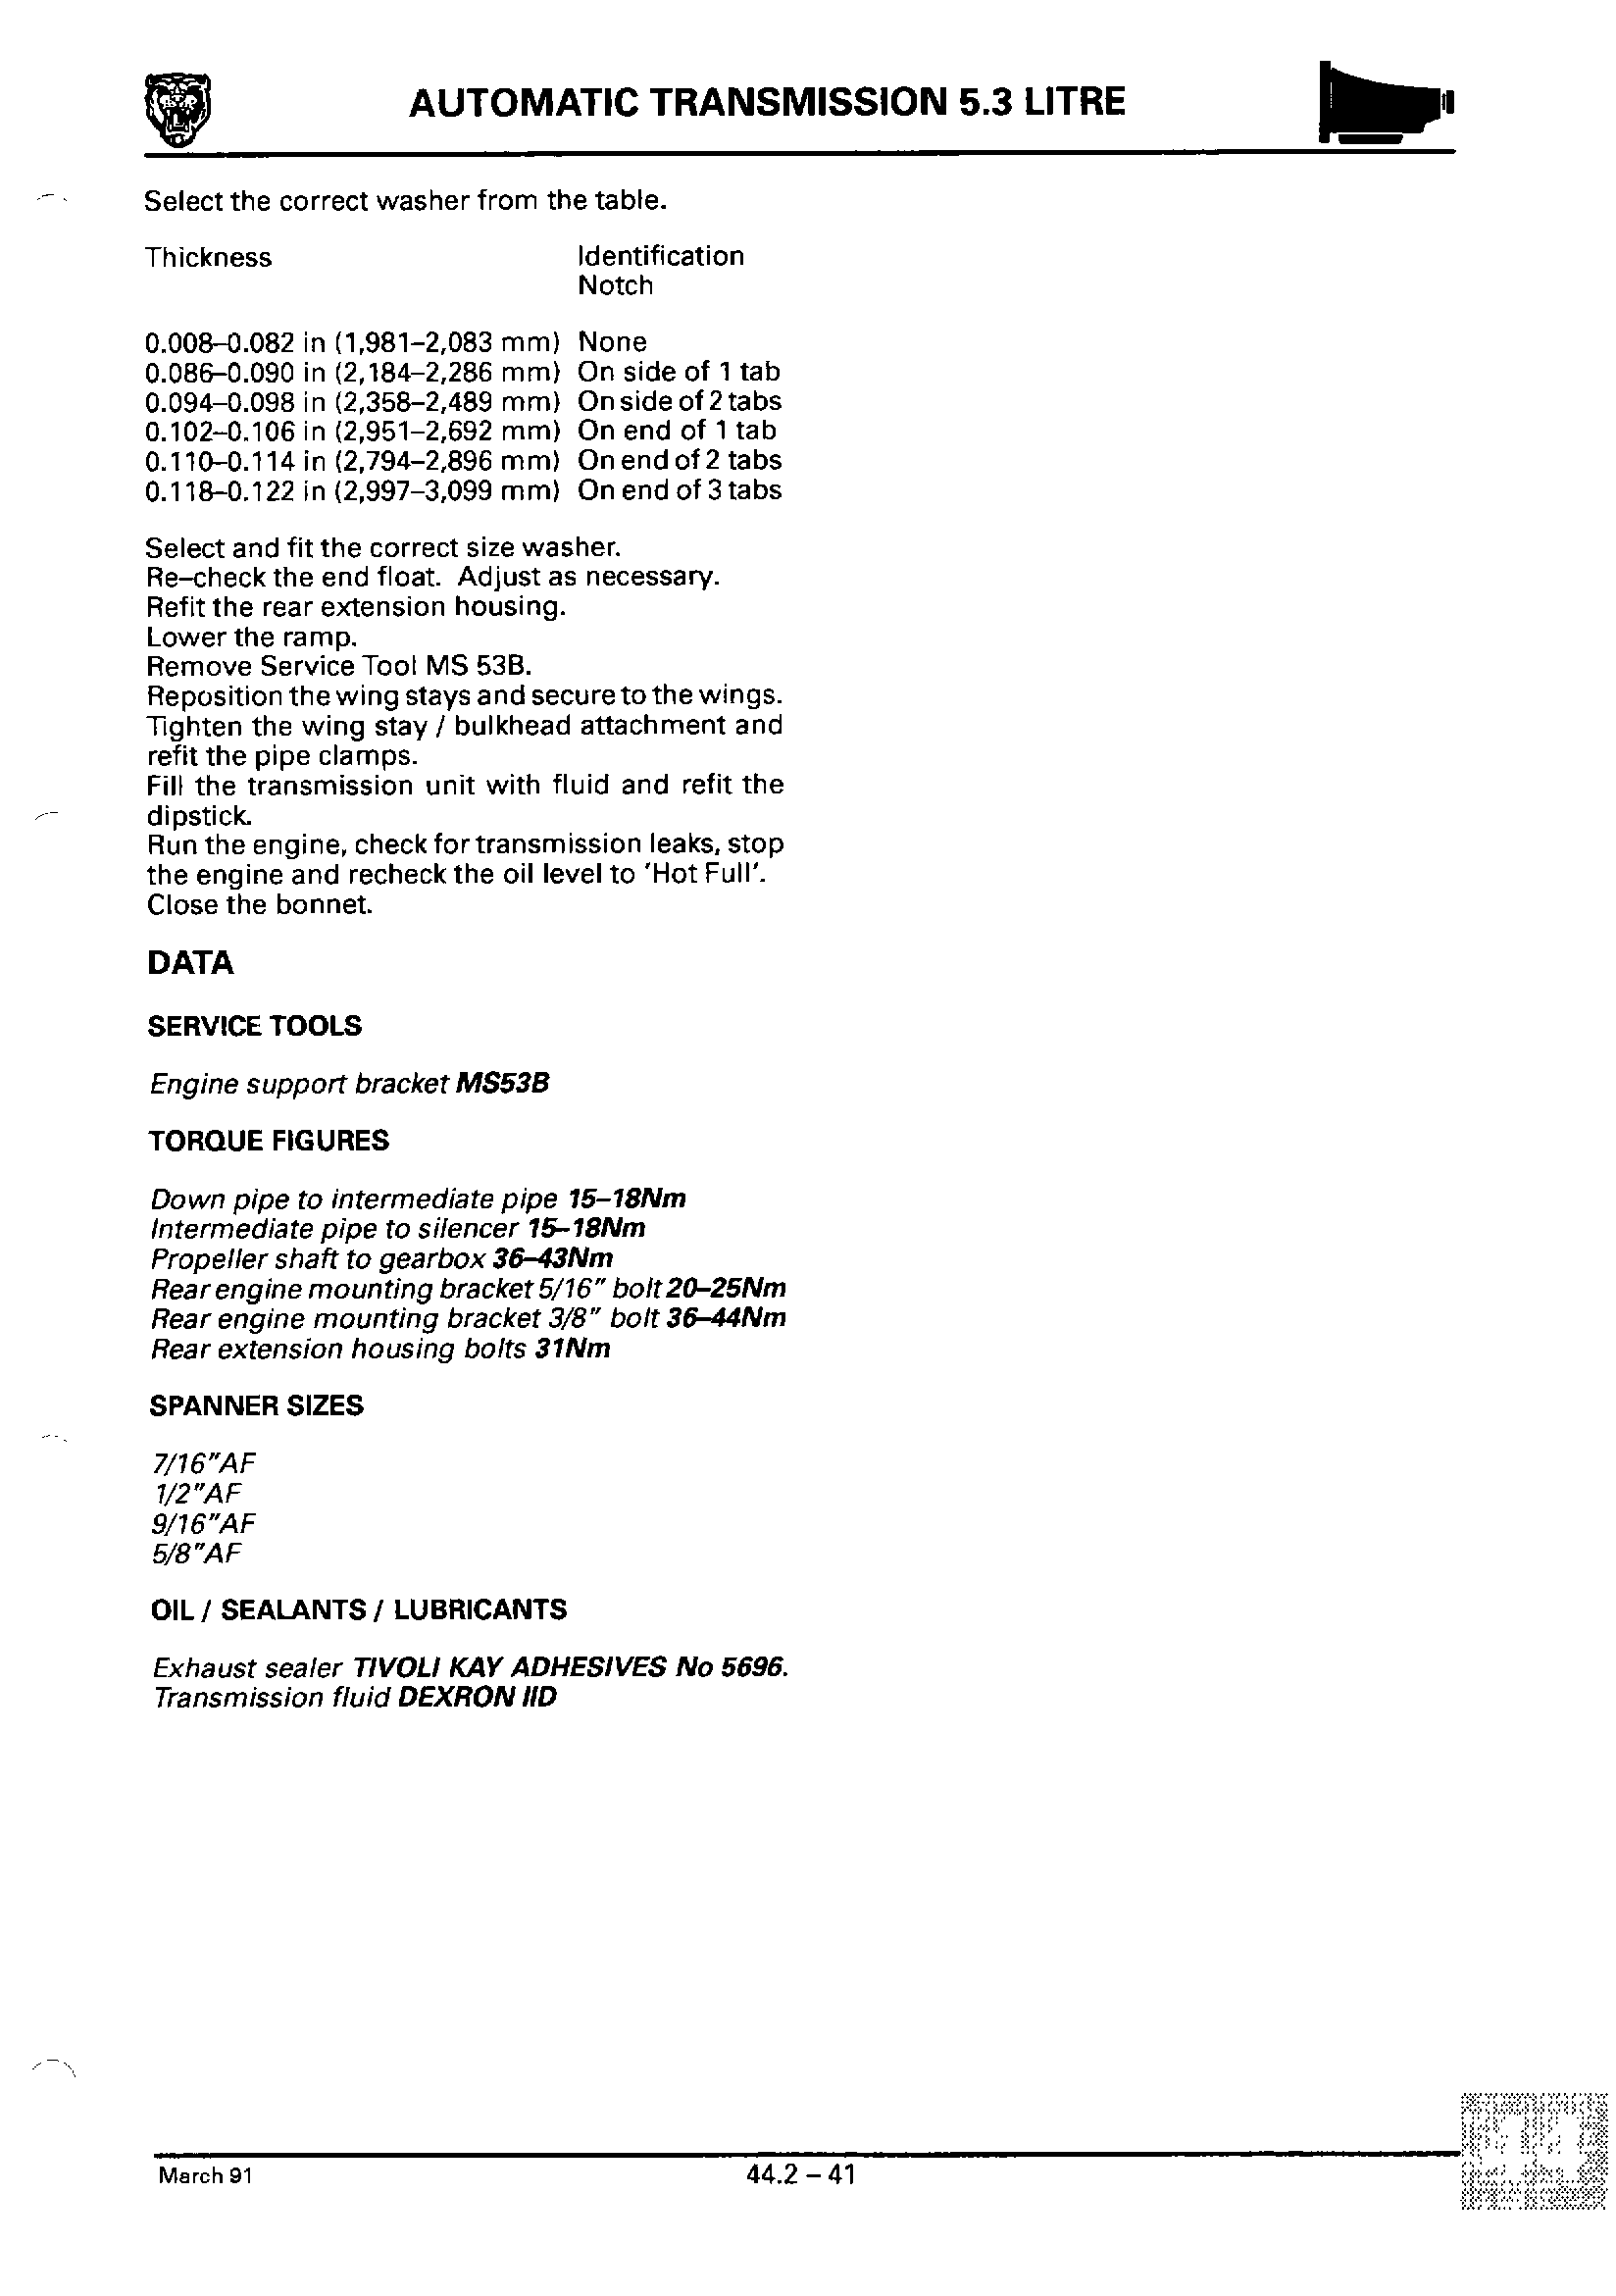 AUTOMATIC TRANSMISSION 5.3 LITRE
Select the correct washer from the table.
Thickness Identification
Notch
0.008–0.082 in (1,981–2,083 mm) None
0.086–0.090 in (2,184–2,286 mm) On side of 1 tab
0.094–0.098 in (2,358–2,489 mm) On side of 2 tabs
0.102–0.106 in (2,951–2,692 mm) On end of 1 tab
0.110–0.114 in (2,794–2,896 mm) On end of 2 tabs
0.118–0.122 in (2,997–3,099 mm) On end of 3 tabs
Select and fit the correct size washer.
Re–check the end float. Adjust as necessary.
Refit the rear extension housing.
Lower the ramp.
Remove Service Tool MS 53B.
Reposition the wing stays and secure to the wings.
Tighten the wing stay / bulkhead attachment and
refit the pipe clamps.
Fill the transmission unit with fluid and refit the
dipstick.
Run the engine, check for transmission leaks, stop
the engine and recheck the oil level to 'Hot Full'.
Close the bonnet.
DATA
SERVICE TOOLS
Engine support bracket MS53B
TORQUE FIGURES
Down pipe to intermediate pipe 15–18Nm
Intermediate pipe to silencer 15–18Nm
Propeller shaft to gearbox 36–43Nm
Rear engine mounting bracket 5/16" bolt 20–25Nm
Rear engine mounting bracket 3/8" bolt 36–44Nm
Rear extension housing bolts 31Nm
SPANNER SIZES
7/16"AF
1/2"AF
9/16"AF
5/8"AF
OIL / SEALANTS / LUBRICANTS
Exhaust sealer TIVOLI KAY ADHESIVES No 5696.
Transmission fluid DEXRON IID
March 91
44.2 – 41
44